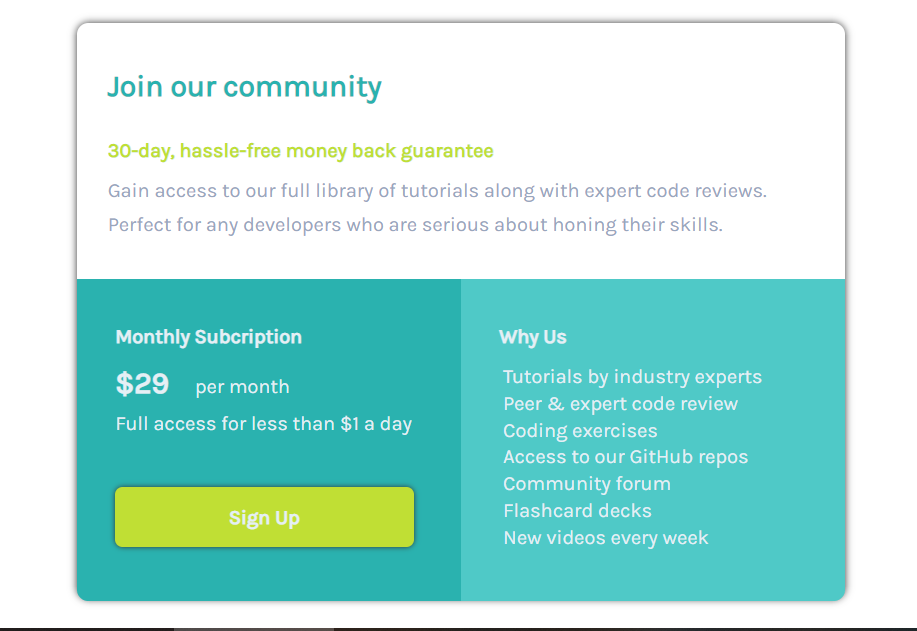 Join our community
30-day, hassle-free money back guarantee
Gain access to our full library of tutorials along with expert code reviews.
Perfect for any developers who are serious about honing their skills.
Monthly Subcription
$29 per month
Full access for less than $1 a day
Sign Up
Why Us
Tutorials by industry experts
Peer & expert code review
Coding exercises
Access to our GitHub repos
Community forum
Flashcard decks
New videos every week